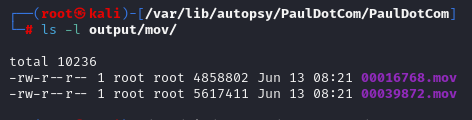 ┌──(root㉿kali)-[/var/lib/autopsy/PaulDotCom/PaulDotCom]
└─# ls -l output/mov/
total 10236
-rw-r--r-- 1 root root 4858802 Jun 13 08:21 00016768.mov
-rw-r--r-- 1 root root 5617411 Jun 13 08:21 00039872.mov